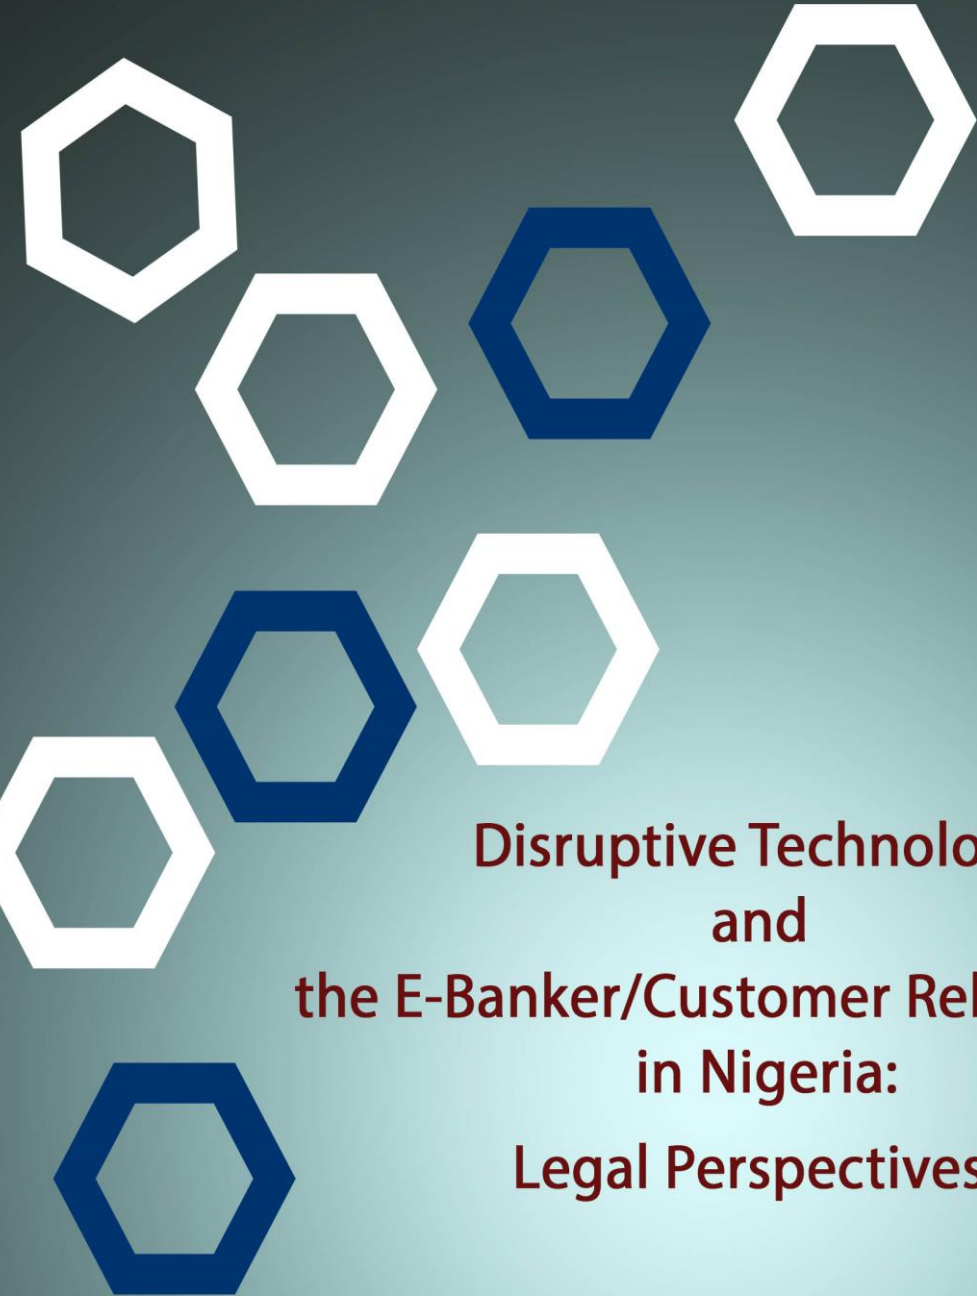 Disruptive Technolo
and
the E-Banker/Customer Rel
in Nigeria:
Legal Perspectives